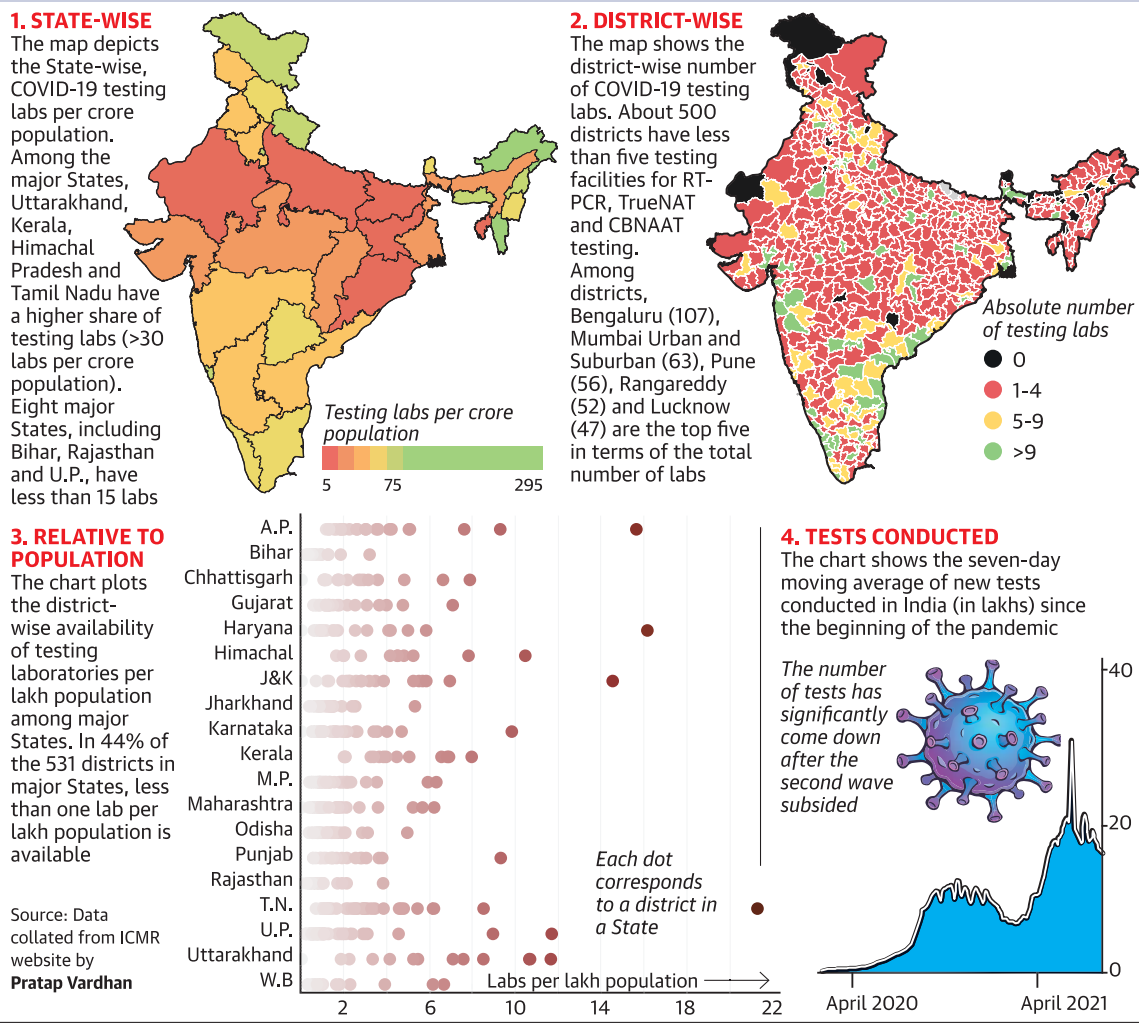 1. STATE-WISE
The map depicts
the State-wise,
COVID-19 testing
labs per crore
population.
Among the
major States,
Uttarakhand,
Kerala,
Himachal
Pradesh and
Tamil Nadu have
a higher share of
testing labs (>30
labs per crore
population).
Eight major
States, including
Bihar, Rajasthan
and U.P., have
less than 15 labs
Testing labs per crore
population
5 75 295
2. DISTRICT-WISE
The map shows the
district-wise number
of COVID-19 testing
labs. About 500
districts have less
than five testing
facilities for RT-
PCR, TrueNAT
and CBNAAT
testing.
Among
districts,
Bengaluru (107),
Mumbai Urban and
Suburban (63), Pune
(56), Rangareddy
(52) and Lucknow
(47) are the top five
in terms of the total
number of labs
Absolute number
of testing labs
0
1-4
5-9
>9
3. RELATIVE TO
POPULATION
The chart plots
the district-
wise availability
of testing
laboratories per
lakh population
among major
States. In 44% of
the 531 districts in
major States, less
than one lab per
lakh population is
available
Source: Data
collated from ICMR
website by
Pratap Vardhan
A.P.
Bihar
Chhattisgarh
Gujarat
Haryana
Himachal
J&K
Jharkhand
Karnataka
Kerala
M.P.
Maharashtra
Odisha
Punjab
Rajasthan
T.N.
U.P.
Uttarakhand
W.B
Each dot
corresponds
to a district in
a State
Labs per lakh population
2 6 10 14 18 22
4. TESTS CONDUCTED
The chart shows the seven-day
moving average of new tests
conducted in India (in lakhs) since
the beginning of the pandemic
The number
of tests has
significantly
come down
after the
second wave
subsided
40
20
0
April 2020 April 2021